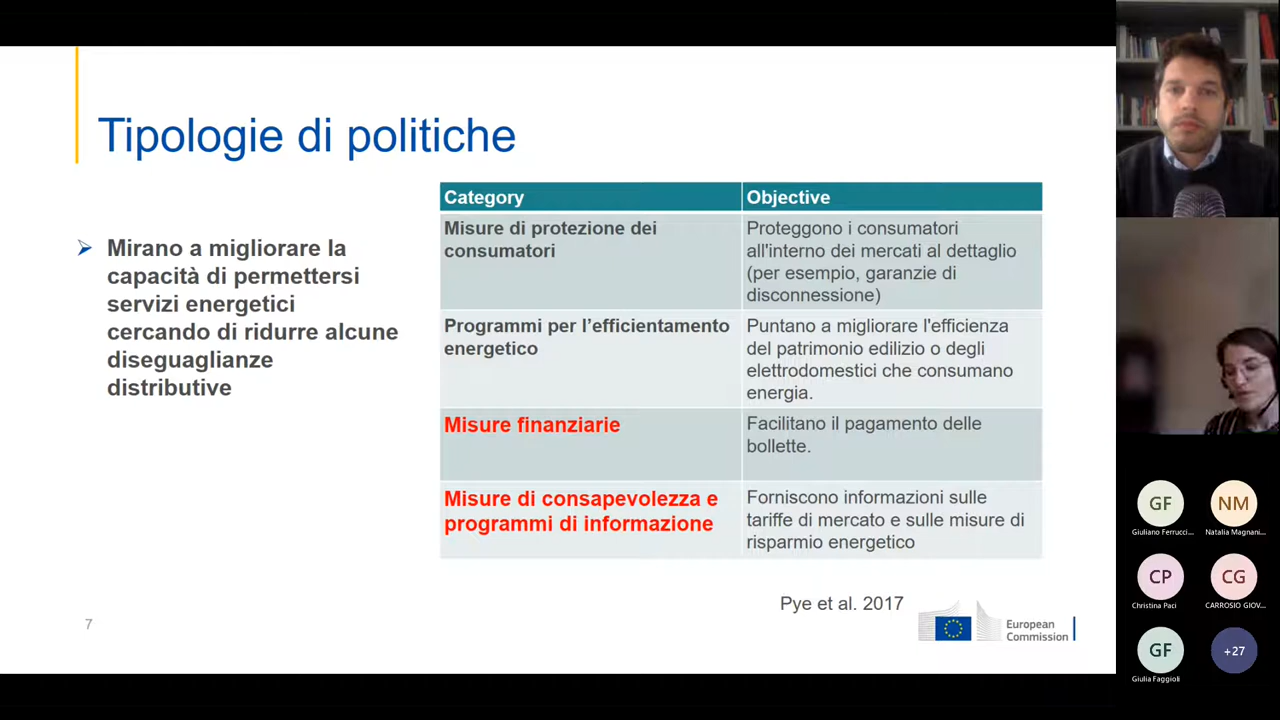 Tipologie di politiche
Mirano a migliorare la
capacità di permettersi
servizi energetici
cercando di ridurre alcune
diseguaglianze
distributive
Category
Objective
Misure di protezione dei
consumatori
Proteggono i consumatori
all'interno dei mercati al dettaglio
(per esempio, garanzie di
disconnessione)
Programmi per l’efficientamento
energetico
Puntano a migliorare l'efficienza
del patrimonio edilizio o degli
elettrodomestici che consumano
energia.
Misure finanziarie
Facilitano il pagamento delle
bollette.
Misure di consapevolezza e
programmi di informazione
Forniscono informazioni sulle
tariffe di mercato e sulle misure di
risparmio energetico
Pye et al. 2017
7
European
Commission
GF
Giuliano Ferrucci...
NM
Natalia Magnani...
CP
Christina Paci
CG
CARROSIO GIOV...
GF
Giulia Faggioli
+27